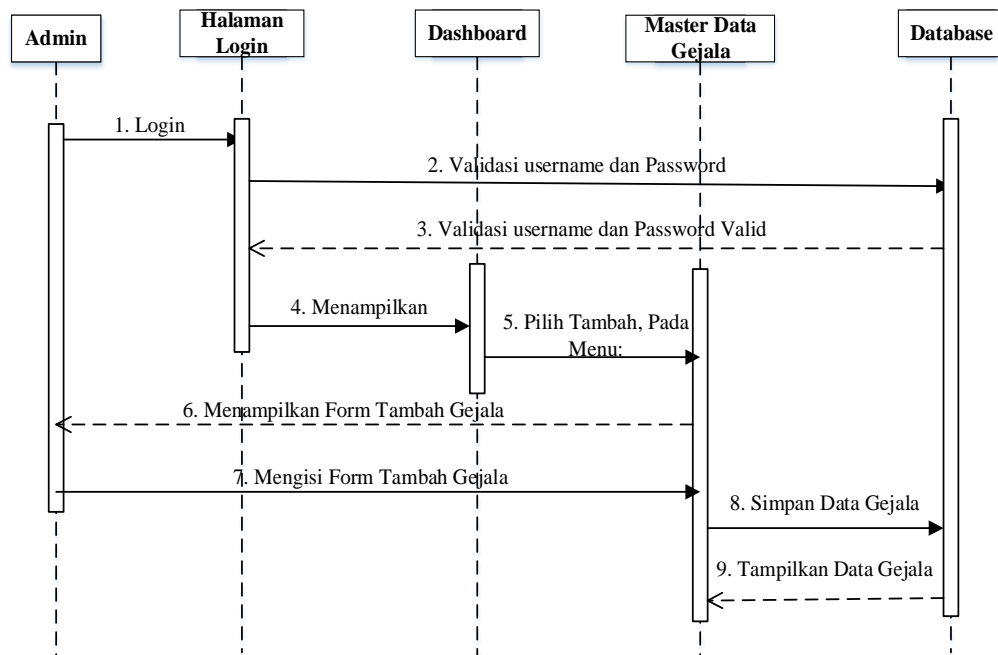 Admin
Halaman
Login
Dashboard
Master Data
Gejala
Database
1. Login
2. Validasi username dan Password
3. Validasi username dan Password Valid
4. Menampilkan
5. Pilih Tambah, Pada
Menu:
6. Menampilkan Form Tambah Gejala
7. Mengisi Form Tambah Gejala
8. Simpan Data Gejala
9. Tampilkan Data Gejala